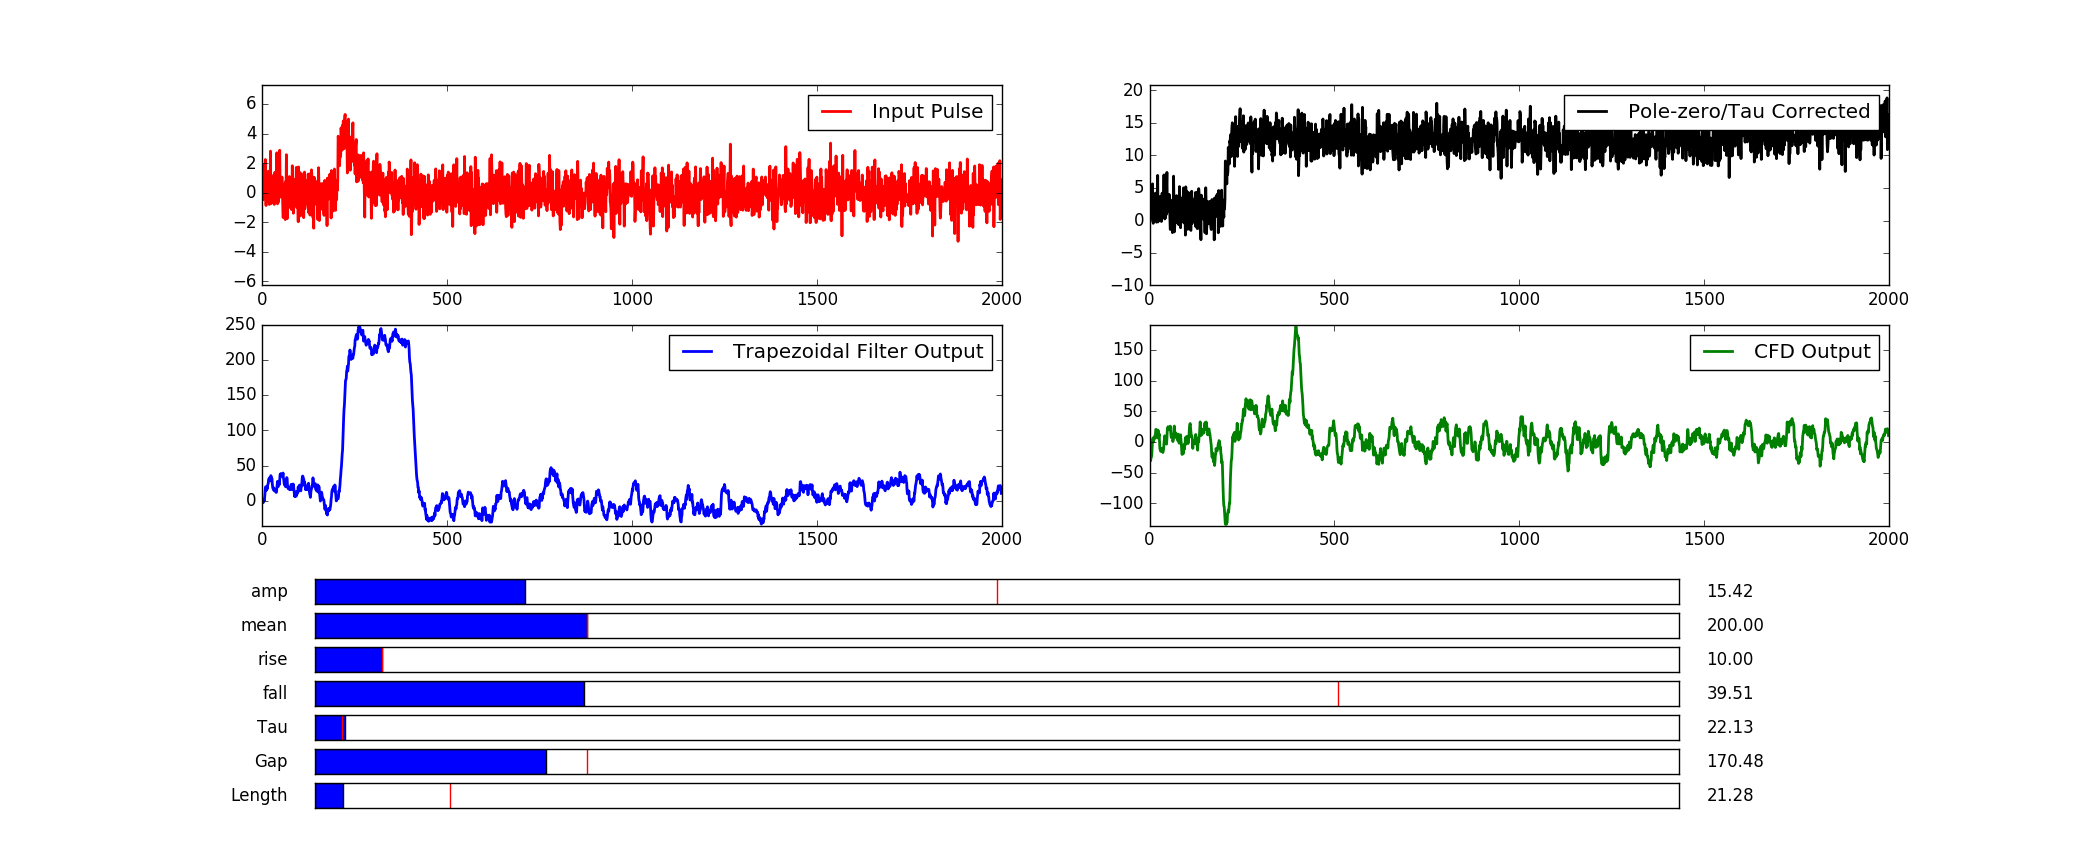 6
4
2
0
−2
−4
−6
0 500 1000 1500 2000
Input Pulse
20
15
10
5
0
−5
−10
0 500 1000 1500 2000
Pole-zero/Tau Corrected
250
200
150
100
50
0
0 500 1000 1500 2000
Trapezoidal Filter Output
150
100
50
0
−50
−100
0 500 1000 1500 2000
CFD Output
amp 15.42
mean 200.00
rise 10.00
fall 39.51
Tau 22.13
Gap 170.48
Length 21.28